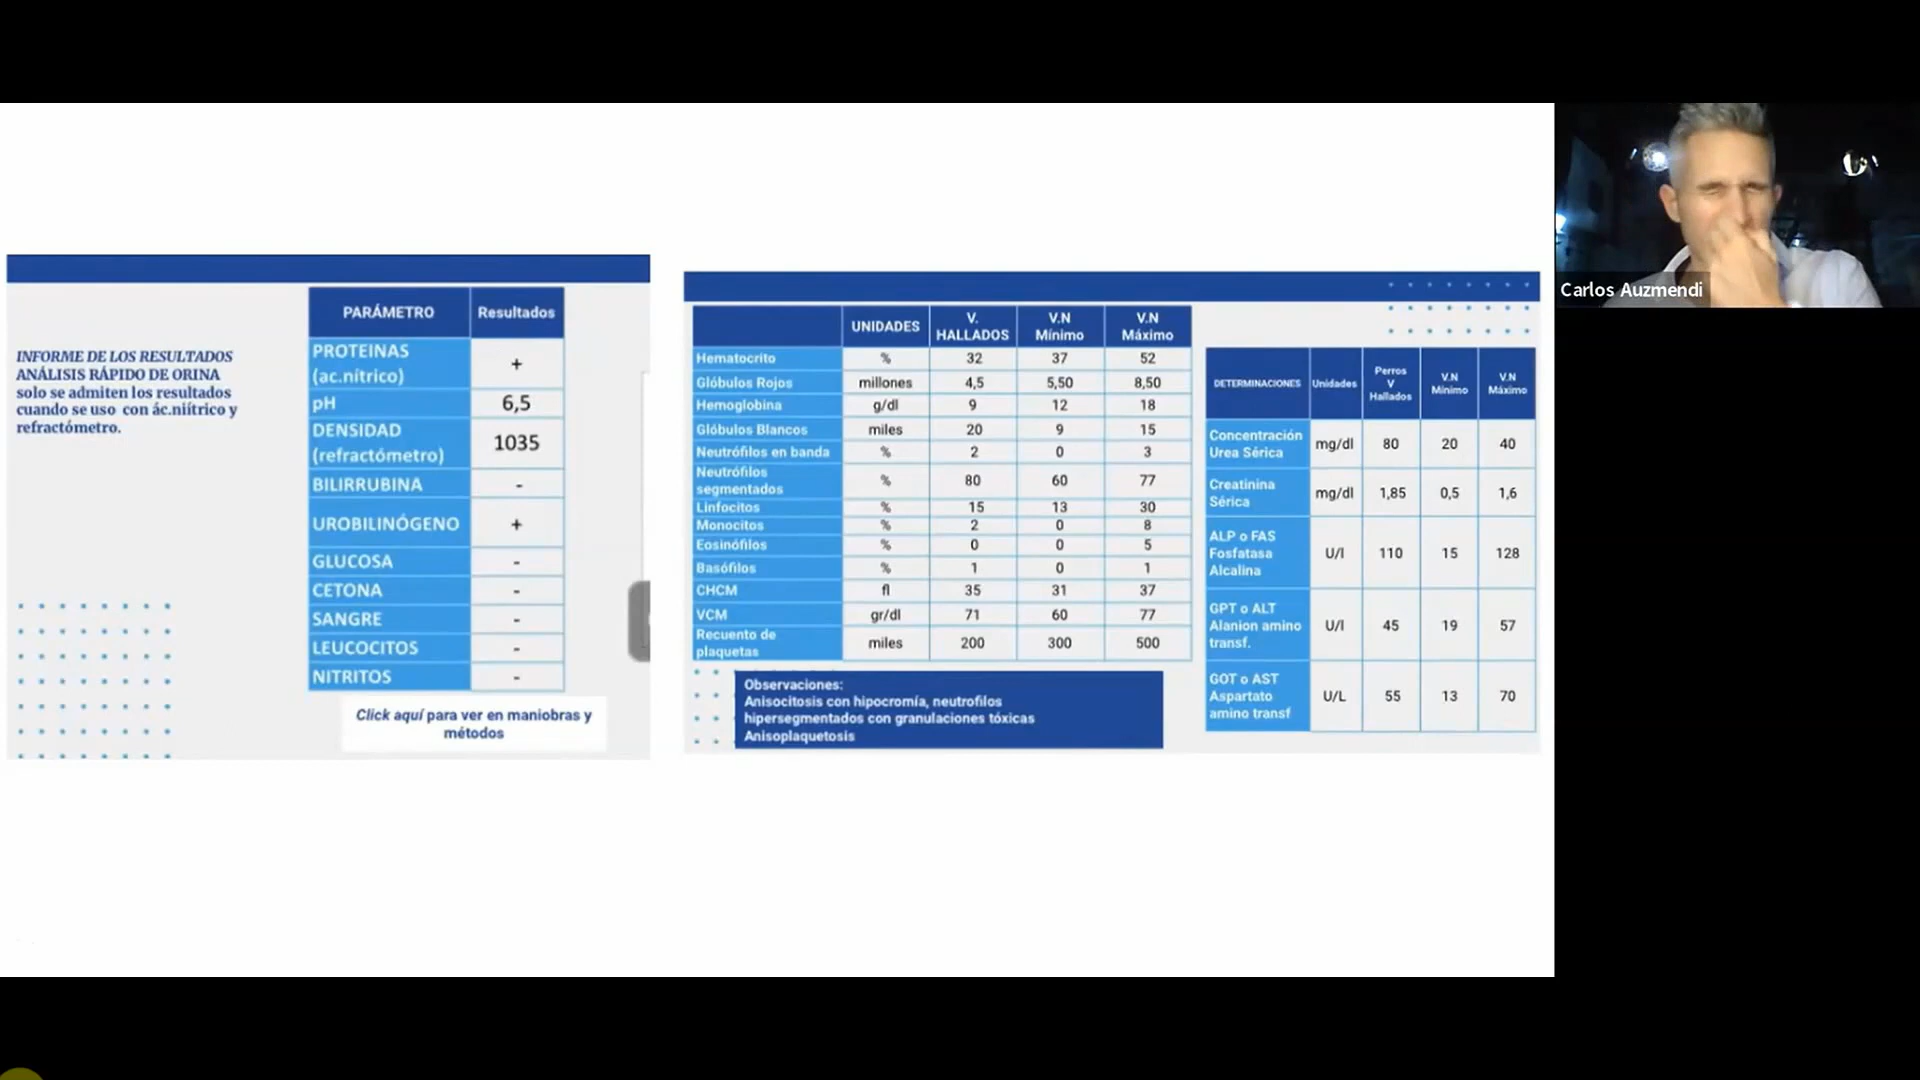 INFORME DE LOS RESULTADOS
ANÁLISIS RÁPIDO DE ORINA
solo se admiten los resultados
cuando se uso con ác.niítrico y
refractómetro.
PARÁMETRO Resultados
PROTEINAS
(ac.nítrico) +
pH 6,5
DENSIDAD
(refractómetro) 1035
BILIRRUBINA -
UROBILINÓGENO +
GLUCOSA -
CETONA -
SANGRE -
LEUCOCITOS -
NITRITOS -
Click aquí para ver en maniobras y
métodos
UNIDADES V. HALLADOS V.N Mínimo V.N Máximo
Hematocrito % 32 37 52
Glóbulos Rojos millones 4,5 5,50 8,50
Hemoglobina g/dl 9 12 18
Glóbulos Blancos miles 20 9 15
Neutrófilos en banda % 2 0 3
Neutrófilos
segmentados % 80 60 77
Linfocitos % 15 13 30
Monocitos % 2 0 8
Eosinófilos % 0 0 5
Basófilos % 1 0 1
CHCM fl 35 31 37
VCM gr/dl 71 60 77
Recuento de
plaquetas miles 200 300 500
Observaciones:
Anisocitosis con hipocromía, neutrofilos
hipersegmentados con granulaciones tóxicas
Anisoplaquetosis
DETERMINACIONES Unidades Perros V Hallados V.N Mínimo V.N Máximo
Concentración
Urea Sérica mg/dl 80 20 40
Creatinina
Sérica mg/dl 1,85 0,5 1,6
ALP o FAS
Fosfatasa
Alcalina U/l 110 15 128
GPT o ALT
Alanion amino
transf. U/l 45 19 57
GOT o AST
Aspartato
amino transf U/L 55 13 70
Carlos Auzmendi